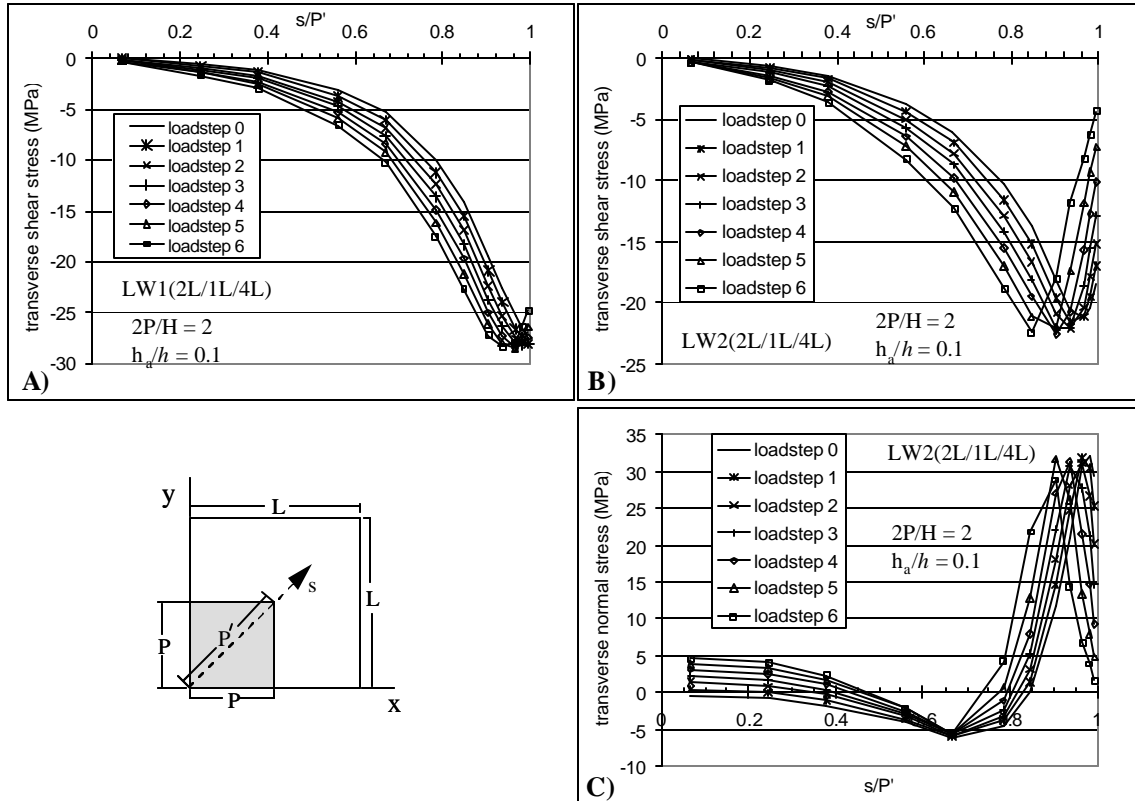 s/P'
0 0.2 0.4 0.6 0.8 1
transverse shear stress (MPa)
0
-5
-10
-15
-20
-25
-30
loadstep 0
loadstep 1
loadstep 2
loadstep 3
loadstep 4
loadstep 5
loadstep 6
LW1(2L/1L/4L)
2P/H = 2
hₐ/h = 0.1
A)
s/P'
0 0.2 0.4 0.6 0.8 1
transverse shear stress (MPa)
0
-5
-10
-15
-20
-25
loadstep 0
loadstep 1
loadstep 2
loadstep 3
loadstep 4
loadstep 5
loadstep 6
LW2(2L/1L/4L)
2P/H = 2
hₐ/h = 0.1
B)
y
L
L
s
P
P'
P
x
transverse normal stress (MPa)
35
30
25
20
15
10
5
0
-5
-10
loadstep 0
loadstep 1
loadstep 2
loadstep 3
loadstep 4
loadstep 5
loadstep 6
LW2(2L/1L/4L)
2P/H = 2
hₐ/h = 0.1
0 0.2 0.4 0.6 0.8 1
s/P'
C)